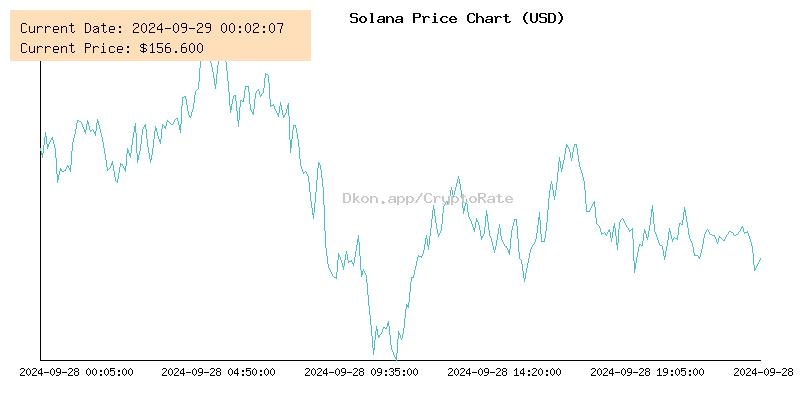 Solana Price Chart (USD)
Current Date: 2024-09-29 00:02:07
Current Price: $156.600
Dkon.app/CryptoRate
2024-09-28 00:05:00
2024-09-28 04:50:00
2024-09-28 09:35:00
2024-09-28 14:20:00
2024-09-28 19:05:00
2024-09-28